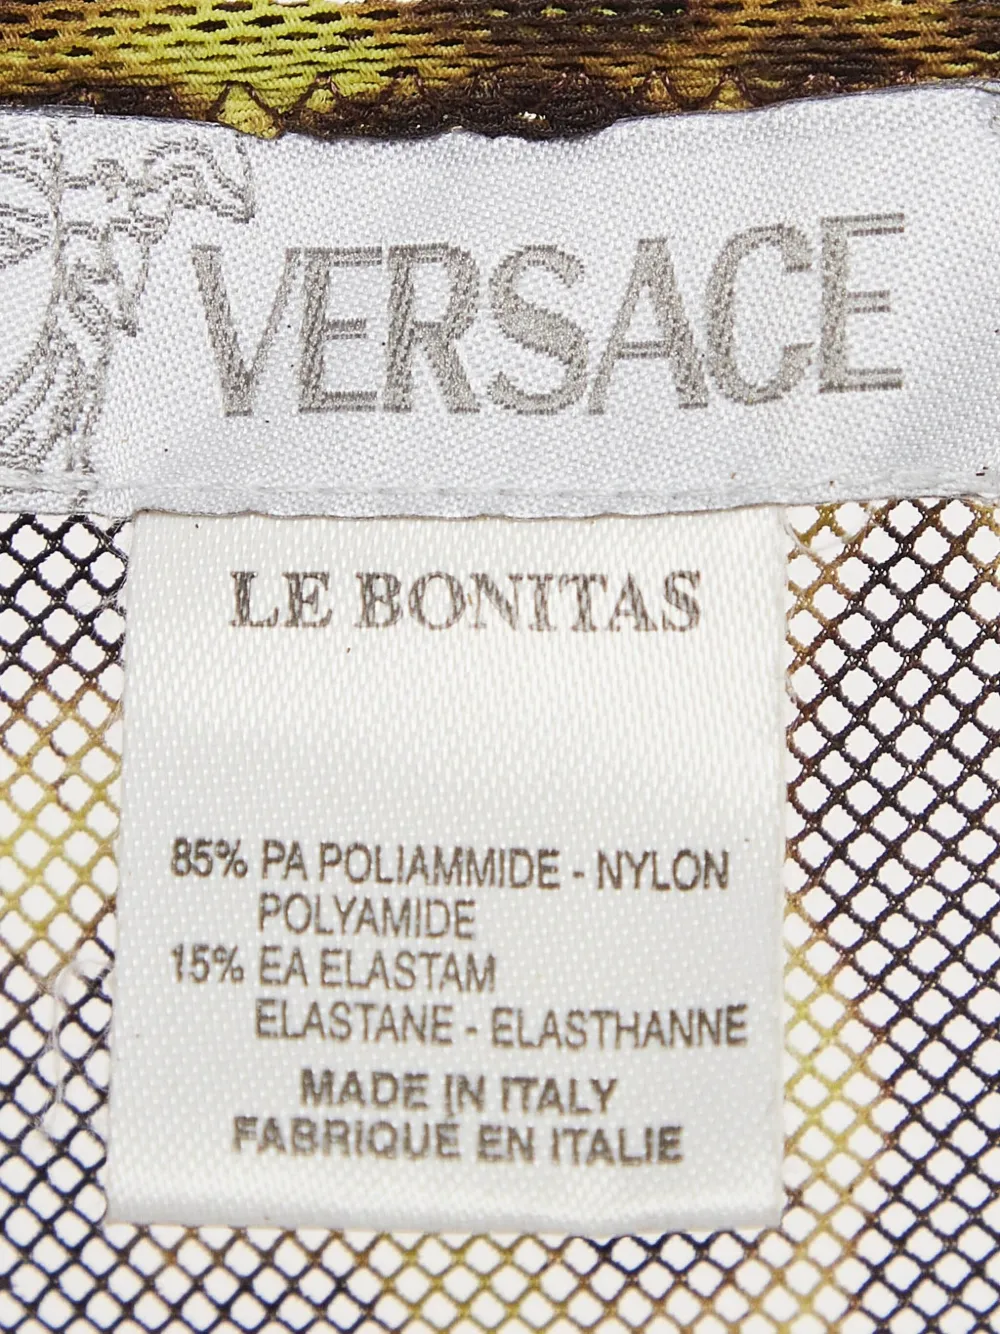 VERSACE
LE BONITAS
85% PA POLIAMMIDE - NYLON
POLYAMIDE
15% EA ELASTAM
ELASTANE - ELASTHANNE
MADE IN ITALY
FABRIQUÉ EN ITALIE